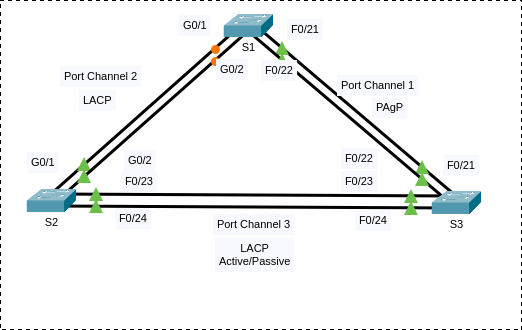 G0/1
F0/21
S1
G0/2
F0/22
Port Channel 2
LACP
Port Channel 1
PAgP
G0/1
G0/2
F0/23
F0/22
F0/23
F0/21
F0/24
F0/24
S2
S3
Port Channel 3
LACP
Active/Passive